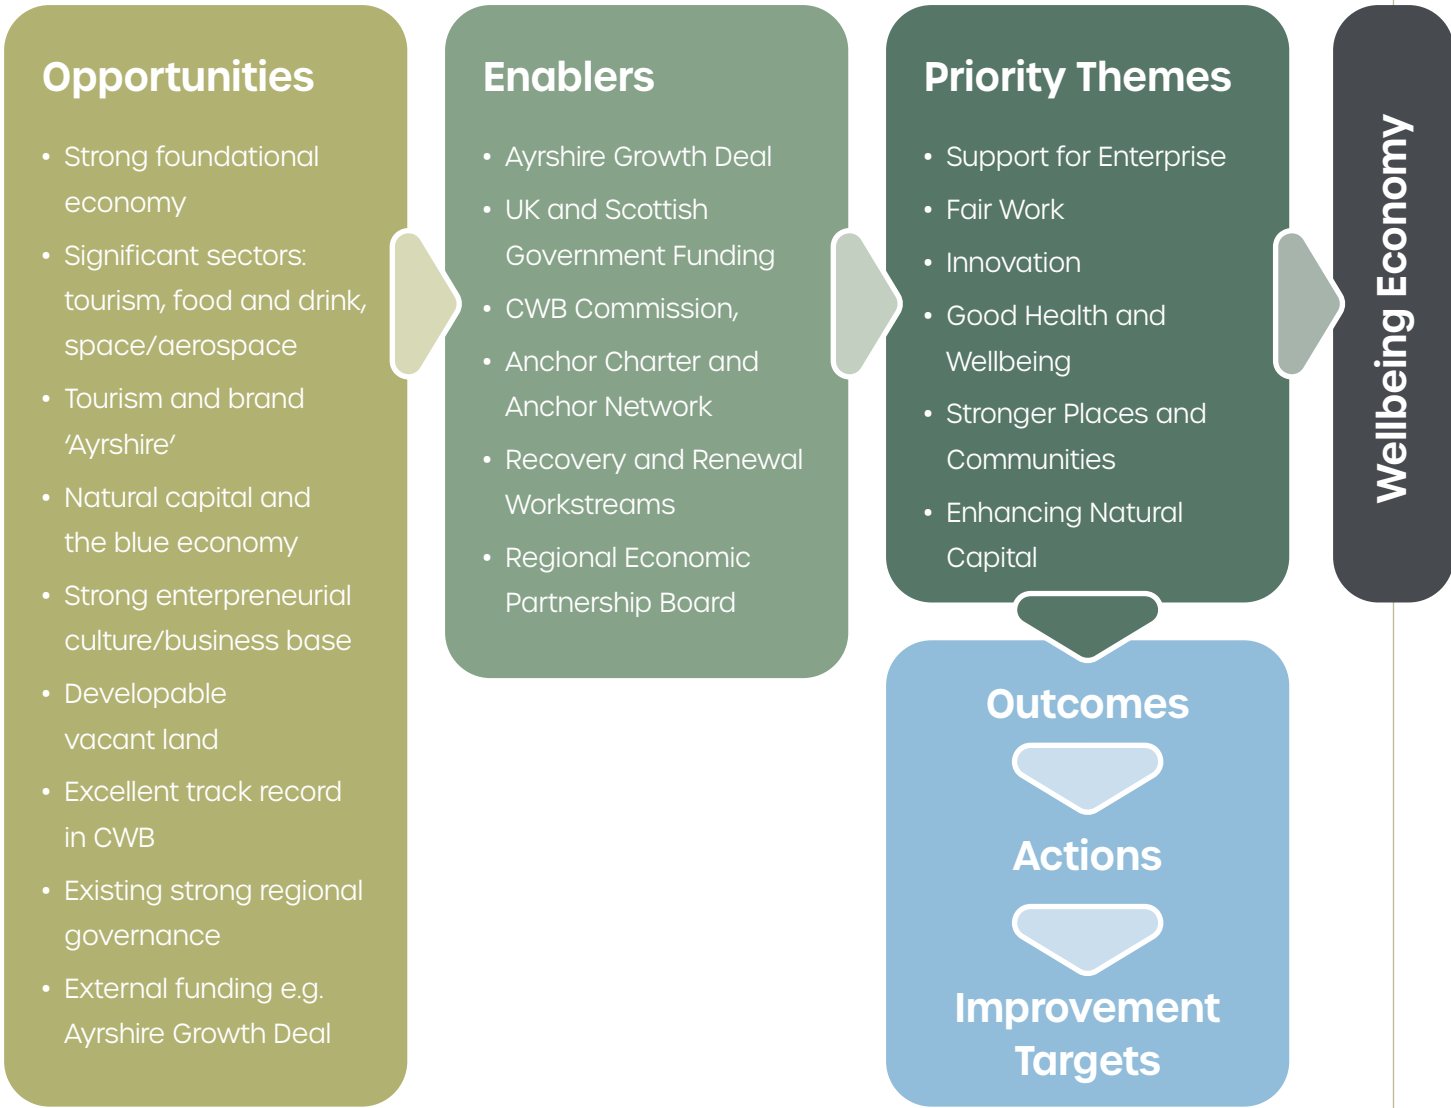 Opportunities
• Strong foundational
economy
• Significant sectors:
tourism, food and drink,
space/aerospace
• Tourism and brand
‘Ayrshire’
• Natural capital and
the blue economy
• Strong enterpreneurial
culture/business base
• Developable
vacant land
• Excellent track record
in CWB
• Existing strong regional
governance
• External funding e.g.
Ayrshire Growth Deal
Enablers
• Ayrshire Growth Deal
• UK and Scottish
Government Funding
• CWB Commission,
• Anchor Charter and
Anchor Network
• Recovery and Renewal
Workstreams
• Regional Economic
Partnership Board
Priority Themes
• Support for Enterprise
• Fair Work
• Innovation
• Good Health and
Wellbeing
• Stronger Places and
Communities
• Enhancing Natural
Capital
Outcomes
Actions
Improvement
Targets
Wellbeing Economy